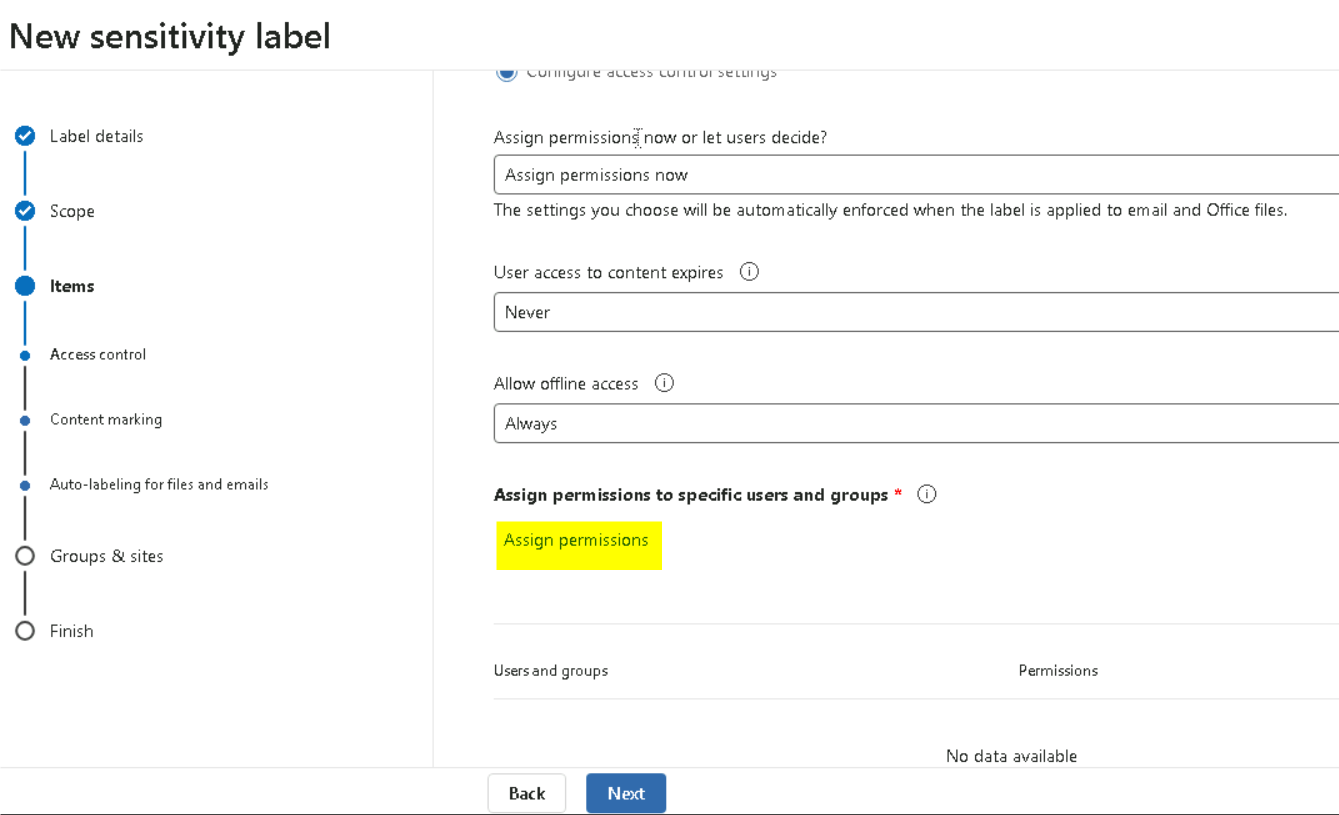 New sensitivity label
Configure access control settings
Label details
Scope
Items
Access control
Content marking
Auto-labeling for files and emails
Groups & sites
Finish
Assign permissions now or let users decide?
Assign permissions now
The settings you choose will be automatically enforced when the label is applied to email and Office files.
User access to content expires
Never
Allow offline access
Always
Assign permissions to specific users and groups *
Assign permissions
Users and groups Permissions
No data available
Back Next